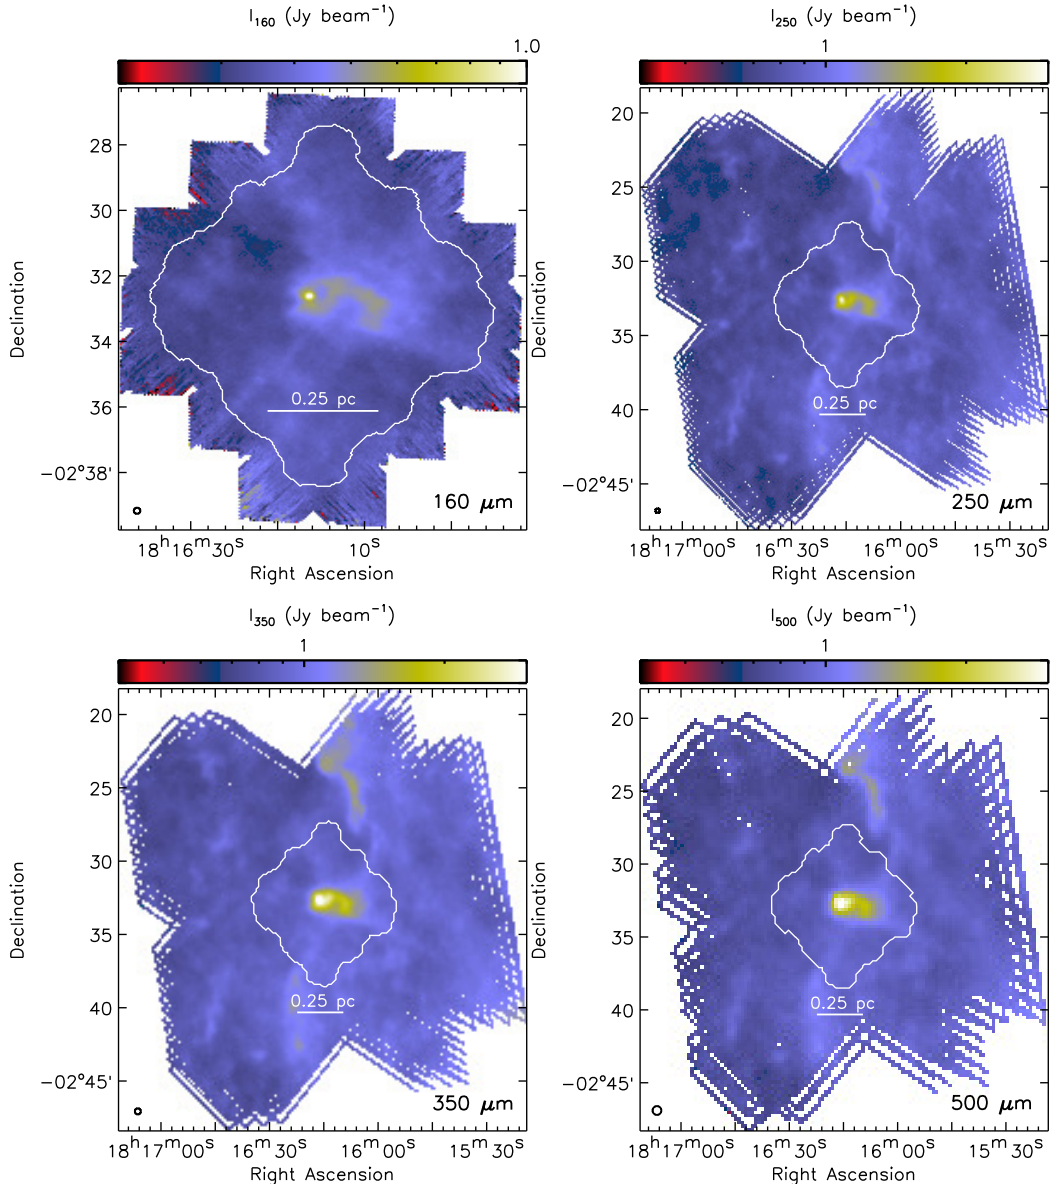 I₁₆₀ (Jy beam⁻¹)
1.0
Declination
28
30
32
34
36
−02°38'
0.25 pc
160 μm
18ʰ16ᵐ30ˢ
10ˢ
Right Ascension
I₂₅₀ (Jy beam⁻¹)
1
Declination
20
25
30
35
40
−02°45'
0.25 pc
250 μm
18ʰ17ᵐ00ˢ
16ᵐ30ˢ
16ᵐ00ˢ
15ᵐ30ˢ
Right Ascension
I₃₅₀ (Jy beam⁻¹)
1
Declination
20
25
30
35
40
−02°45'
0.25 pc
350 μm
18ʰ17ᵐ00ˢ
16ᵐ30ˢ
16ᵐ00ˢ
15ᵐ30ˢ
Right Ascension
I₅₀₀ (Jy beam⁻¹)
1
Declination
20
25
30
35
40
−02°45'
0.25 pc
500 μm
18ʰ17ᵐ00ˢ
16ᵐ30ˢ
16ᵐ00ˢ
15ᵐ30ˢ
Right Ascension